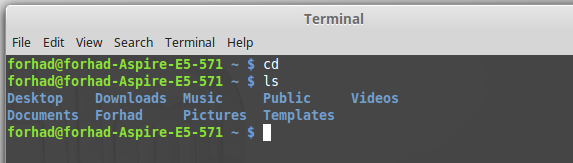 Terminal
File Edit View Search Terminal Help
forhad@forhad-Aspire-E5-571 ~ $ cd
forhad@forhad-Aspire-E5-571 ~ $ ls
Desktop Downloads Music Public Videos
Documents Forhad Pictures Templates
forhad@forhad-Aspire-E5-571 ~ $